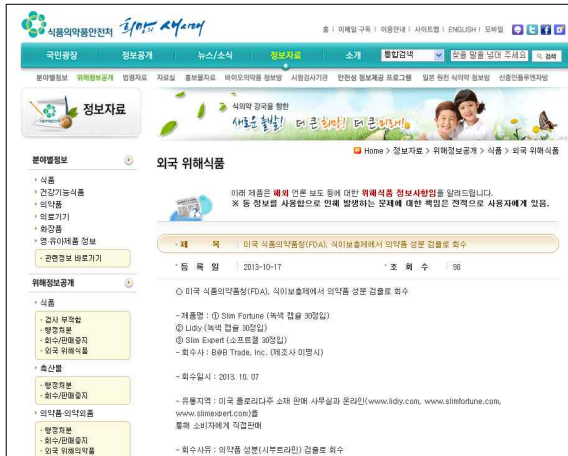 식품의약품안전처 희망의 새시대
홈 | 이메일 구독 | 이용안내 | 사이트맵 | ENGLISH | 모바일
국민광장 정보공개 뉴스/소식 정보자료 소개 통합검색 찾을 말을 넣어 주세요 검색
분야별정보 위해정보공개 법령자료 자료실 홍보물자료 바이오의약품 정보방 시험검사기관 안전성 정보제공 프로그램 일본 원전 식의약 정보방 신종인플루엔자방
정보자료
식의약 강국을 향한
새로운 출발! 더 큰 희망! 더 큰 미래!
Home > 정보자료 > 위해정보공개 > 식품 > 외국 위해식품
분야별정보
식품
건강기능식품
의약품
의료기기
화장품
영·유아제품 정보
관련정보 바로가기
위해정보공개
식품
검사 부적합
행정처분
회수/판매중지
외국 위해식품
축산물
행정처분
회수/판매중지
의약품·의약외품
행정처분
회수/판매중지
외국 위해의약품
외국 위해식품
아래 제품은 해외 언론 보도 등에 대한 위해식품 정보사항임을 알려드립니다.
※ 동 정보를 사용함으로 인해 발생하는 문제에 대한 책임은 전적으로 사용자에게 있음.
제 목 미국 식품의약품청(FDA), 식이보충제에서 의약품 성분 검출로 회수
등 록 일 2013-10-17 조 회 수 98
○ 미국 식품의약품청(FDA), 식이보충제에서 의약품 성분 검출로 회수
- 제품명 : ① Slim Fortune (녹색 캡슐 30정입)
② Lidiy (녹색 캡슐 30정입)
③ Slim Expert (소프트젤 30정입)
- 회수사 : B@B Trade, Inc. (제조사 미명시)
- 회수일시 : 2013. 10. 07
- 유통지역 : 미국 플로리다주 소재 판매 사무실과 온라인(www.lidiy.com, www.slimfortune.com,
www.slimexpert.com)을
통해 소비자에게 직접판매
- 회수사유 : 의약품 성분(시부트라민) 검출로 회수